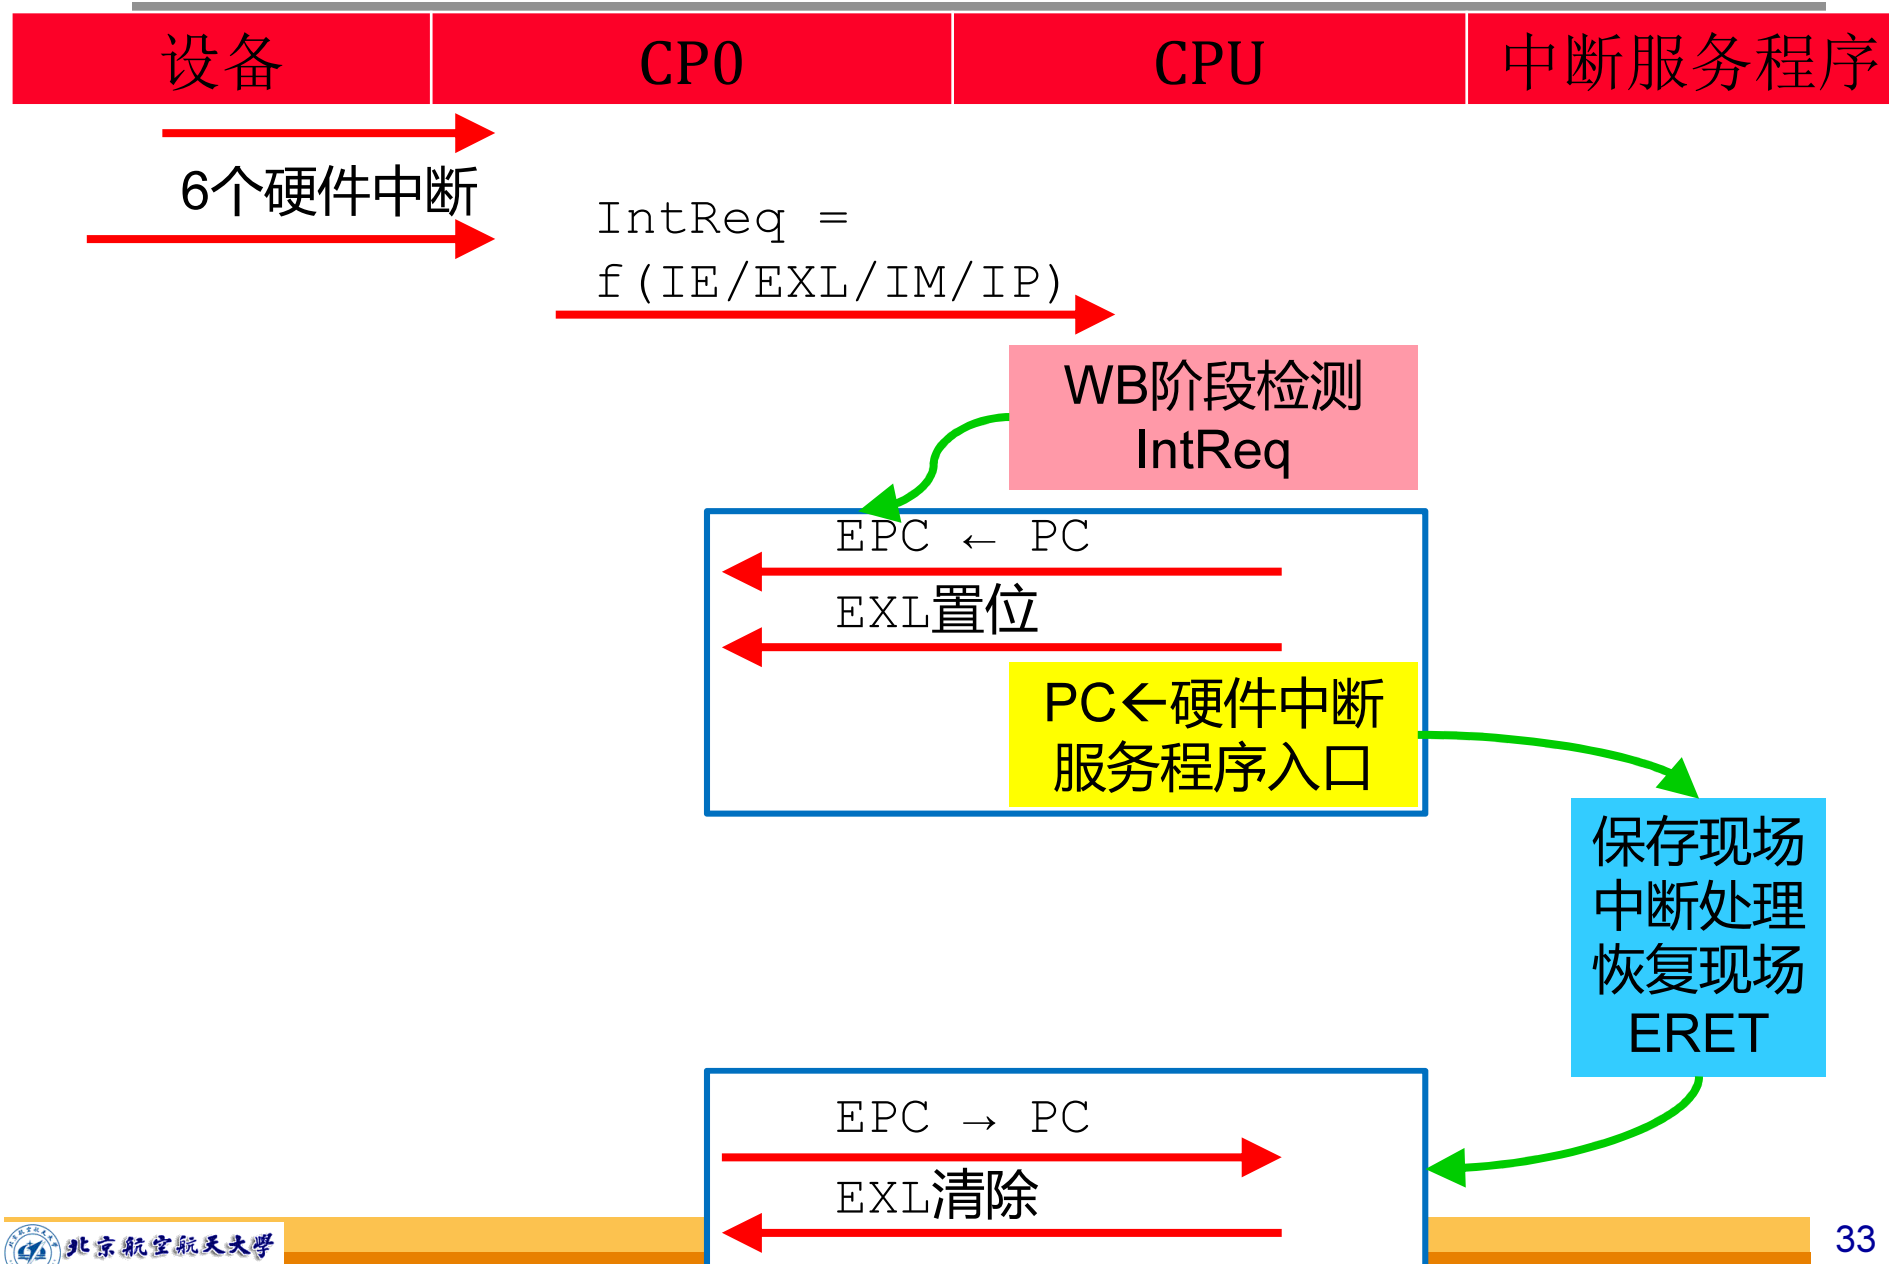 设备 CP0 CPU 中断服务程序
6个硬件中断
IntReq =
f(IE/EXL/IM/IP)
WB阶段检测
IntReq
EPC ← PC
EXL置位
PC←硬件中断
服务程序入口
保存现场
中断处理
恢复现场
ERET
EPC → PC
EXL清除
北京航空航天大學
33